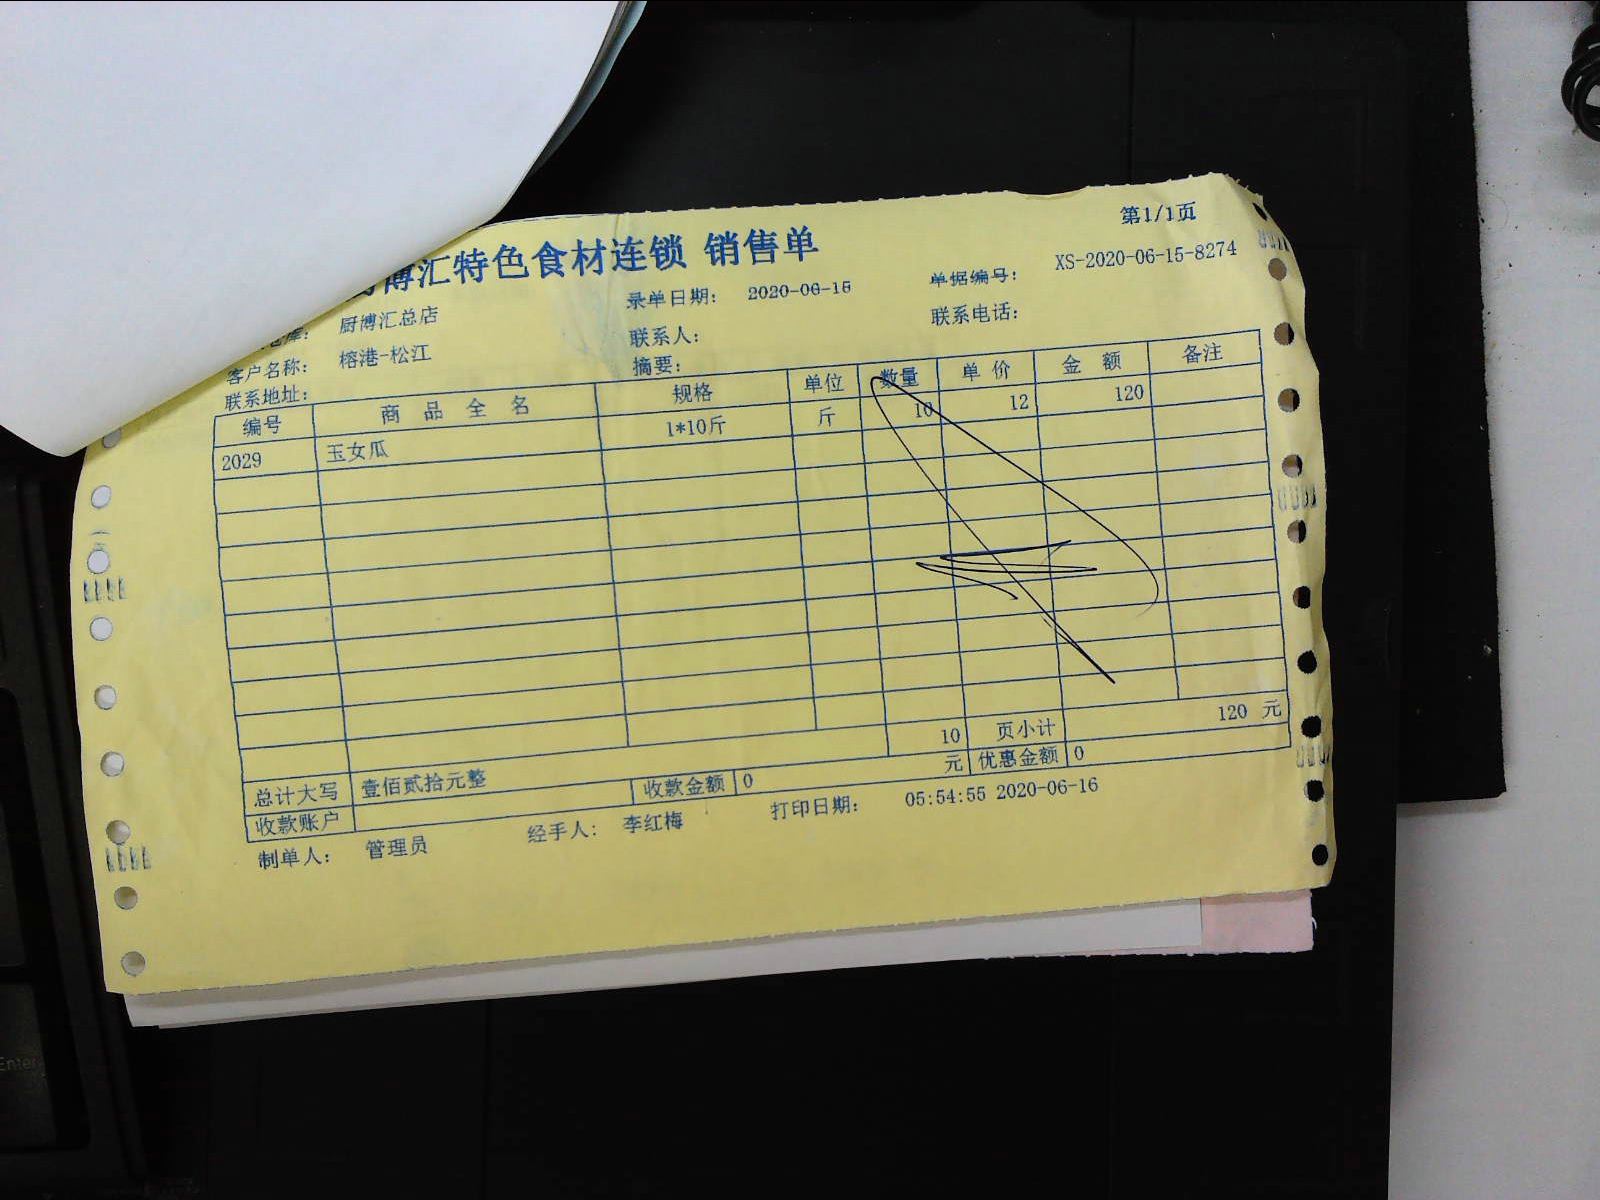 第1/1页
博汇特色食材连锁 销售单
库： 厨博汇总店 录单日期： 2020-06-15 单据编号： XS-2020-06-15-8274
客户名称： 榕港-松江 联系人： 联系电话：
联系地址： 摘要：
编号 商品全名 规格 单位 数量 单价 金额 备注
2029 玉女瓜 1*10斤 斤 10 12 120
10 页小计 120 元
总计大写 壹佰贰拾元整 收款金额 0 元 优惠金额 0
收款账户
制单人： 管理员 经手人： 李红梅 打印日期： 05:54:55 2020-06-16
Enter